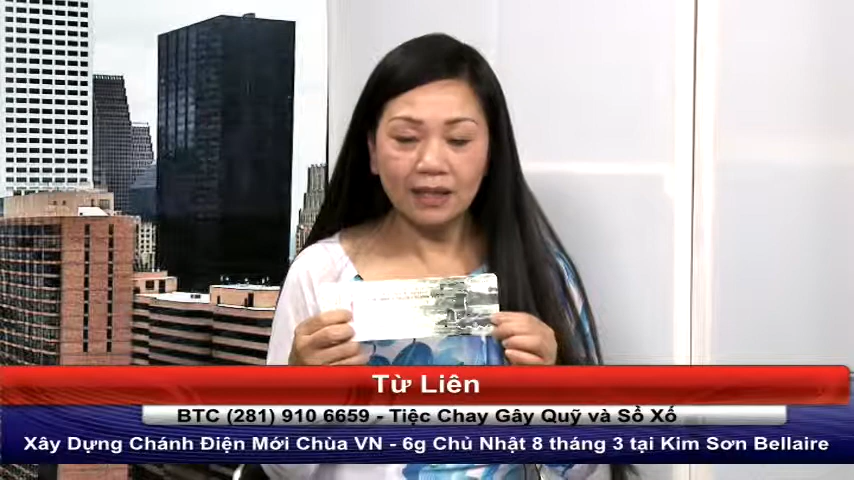 Từ Liên
BTC (281) 910 6659 - Tiệc Chay Gây Quỹ và Sổ Xố
Xây Dựng Chánh Điện Mới Chùa VN - 6g Chủ Nhật 8 tháng 3 tại Kim Sơn Bellaire